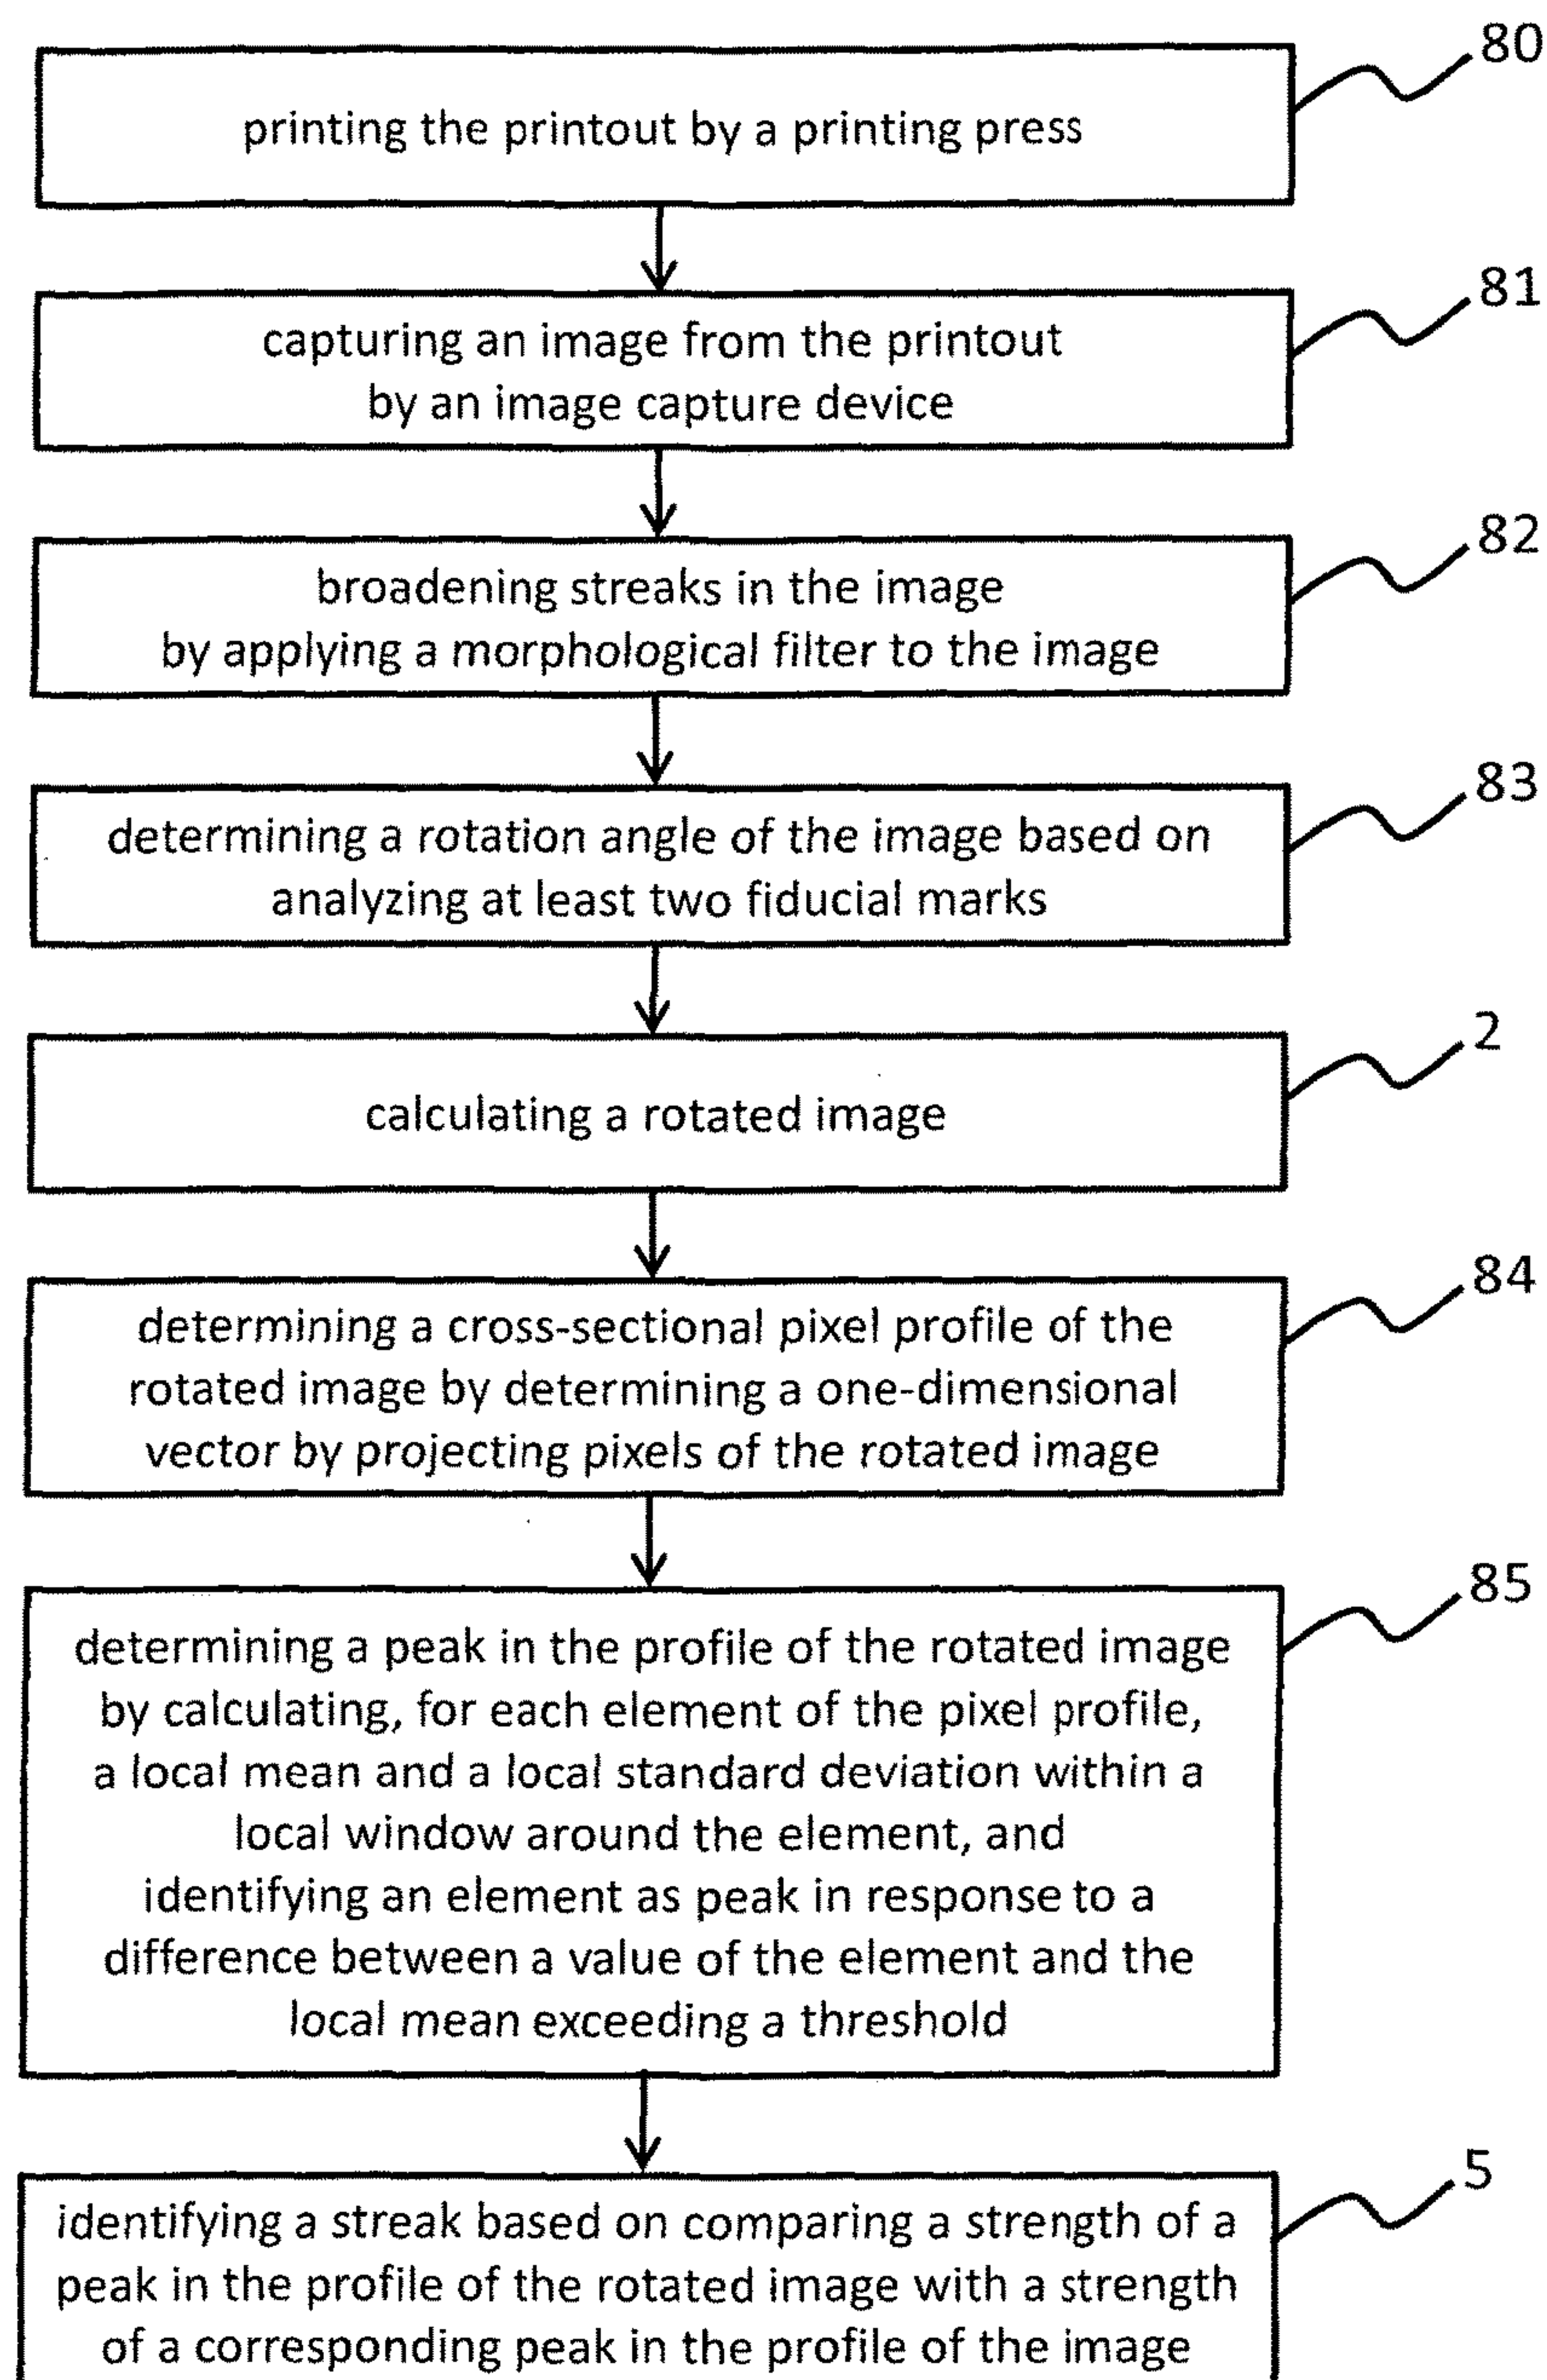 80
printing the printout by a printing press
81
capturing an image from the printout
by an image capture device
82
broadening streaks in the image
by applying a morphological filter to the image
83
determining a rotation angle of the image based on
analyzing at least two fiducial marks
2
calculating a rotated image
84
determining a cross-sectional pixel profile of the
rotated image by determining a one-dimensional
vector by projecting pixels of the rotated image
85
determining a peak in the profile of the rotated image
by calculating, for each element of the pixel profile,
a local mean and a local standard deviation within a
local window around the element, and
identifying an element as peak in response to a
difference between a value of the element and the
local mean exceeding a threshold
5
identifying a streak based on comparing a strength of a
peak in the profile of the rotated image with a strength
of a corresponding peak in the profile of the image